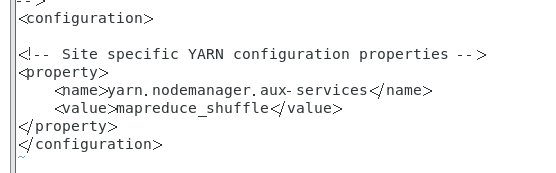 -->
<configuration>
<!-- Site specific YARN configuration properties -->
<property>
    <name>yarn.nodemanager.aux-services</name>
    <value>mapreduce_shuffle</value>
</property>
</configuration>
~